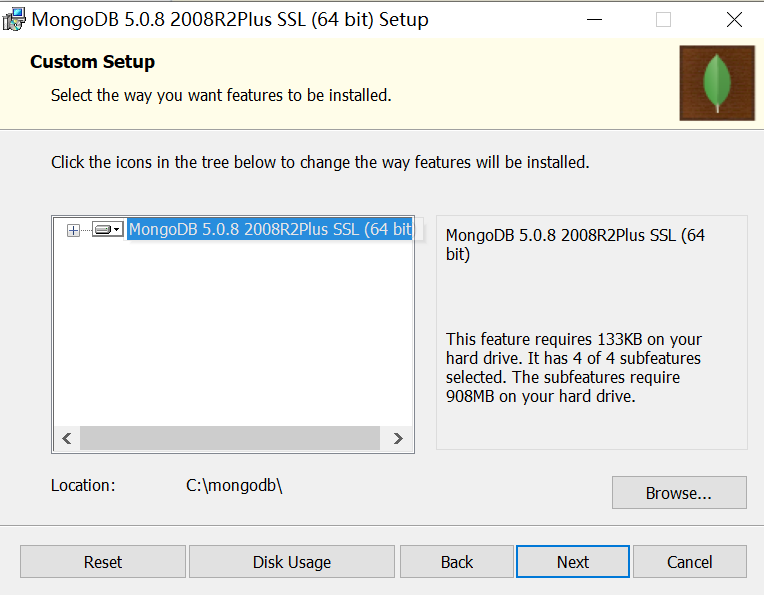 MongoDB 5.0.8 2008R2Plus SSL (64 bit) Setup
Custom Setup
Select the way you want features to be installed.
Click the icons in the tree below to change the way features will be installed.
MongoDB 5.0.8 2008R2Plus SSL (64 bit
MongoDB 5.0.8 2008R2Plus SSL (64
bit)
This feature requires 133KB on your
hard drive. It has 4 of 4 subfeatures
selected. The subfeatures require
908MB on your hard drive.
Location: C:\mongodb\
Browse...
Reset Disk Usage Back Next Cancel